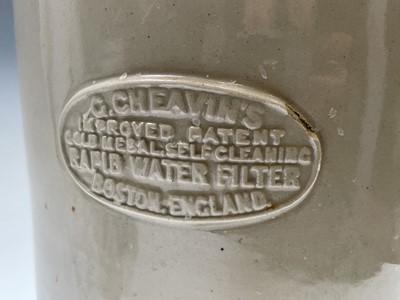 G. CHEAVIN'S
IMPROVED PATENT
GOLD MEDAL. SELF-CLEANING
RAPID WATER FILTER
BOSTON. ENGLAND.